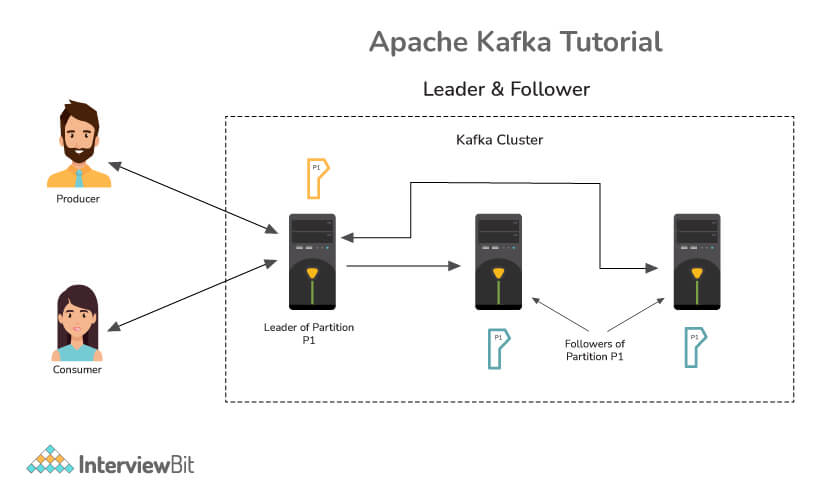 Apache Kafka Tutorial
Leader & Follower
Kafka Cluster
P1
Producer
Leader of Partition
P1
Consumer
P1
Followers of
Partition P1
P1
InterviewBit